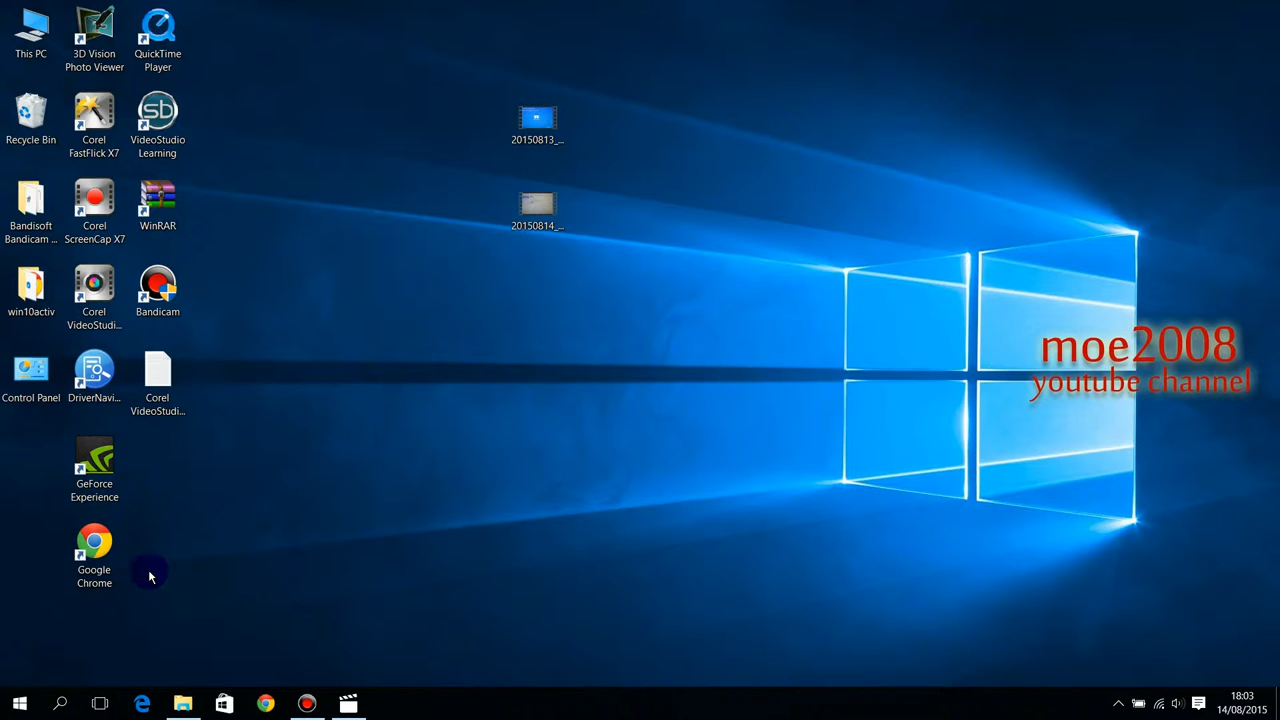 This PC
3D Vision
Photo Viewer
QuickTime
Player
Recycle Bin
Corel
FastFlick X7
sb
VideoStudio
Learning
Bandisoft
Bandicam ...
Corel
ScreenCap X7
WinRAR
win10activ
Corel
VideoStudi...
Bandicam
Control Panel
DriverNavi...
Corel
VideoStudi...
GeForce
Experience
Google
Chrome
20150813_...
20150814_...
moe2008
youtube channel
18:03
14/08/2015